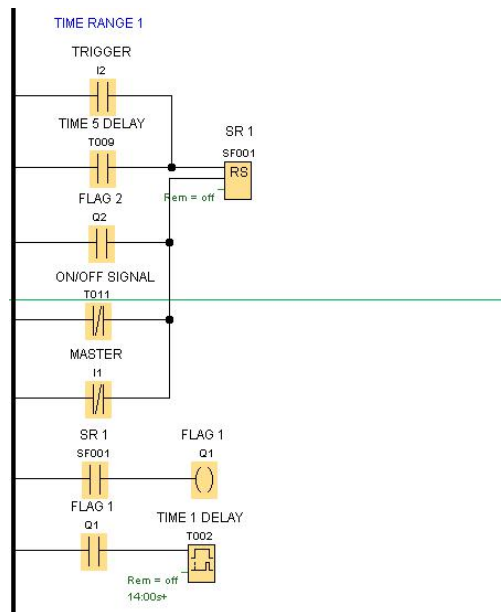 TIME RANGE 1
TRIGGER
I2
TIME 5 DELAY
T009
SR 1
SF001
RS
Rem = off
FLAG 2
Q2
ON/OFF SIGNAL
T011
MASTER
I1
SR 1
SF001
FLAG 1
Q1
FLAG 1
Q1
TIME 1 DELAY
T002
Rem = off
14:00s+